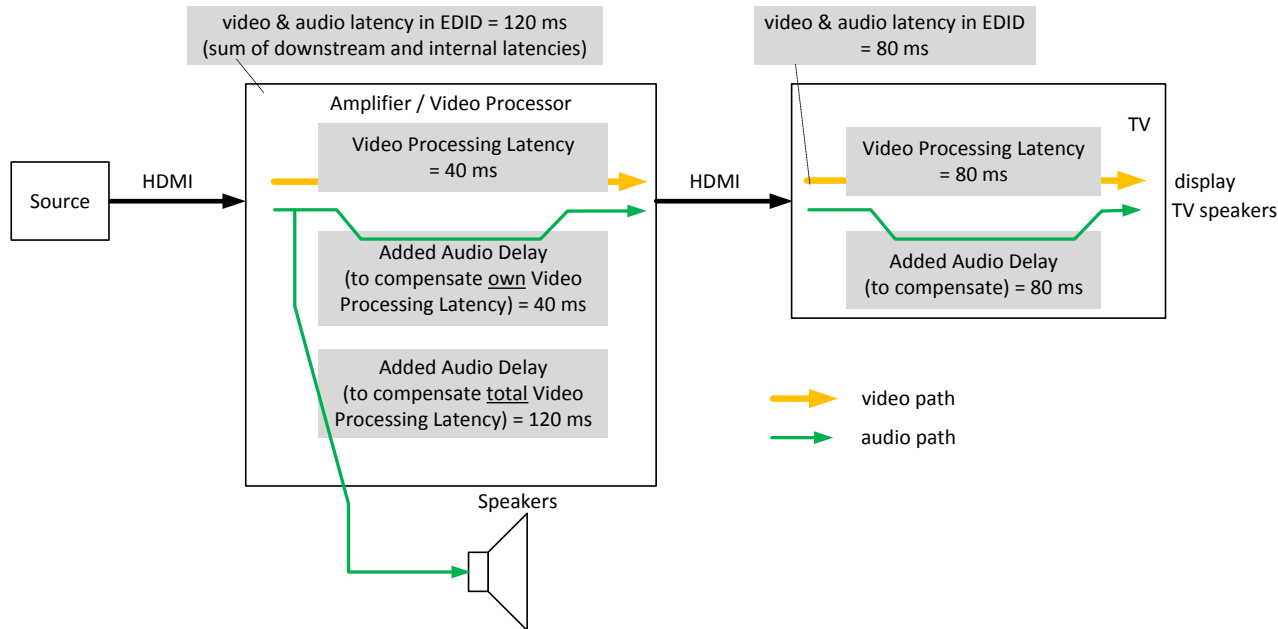 video & audio latency in EDID = 120 ms
(sum of downstream and internal latencies)
video & audio latency in EDID
= 80 ms
Amplifier / Video Processor
TV
Video Processing Latency
= 40 ms
Video Processing Latency
= 80 ms
Source
HDMI
HDMI
display
TV speakers
Added Audio Delay
(to compensate own Video
Processing Latency) = 40 ms
Added Audio Delay
(to compensate) = 80 ms
Added Audio Delay
(to compensate total Video
Processing Latency) = 120 ms
video path
audio path
Speakers